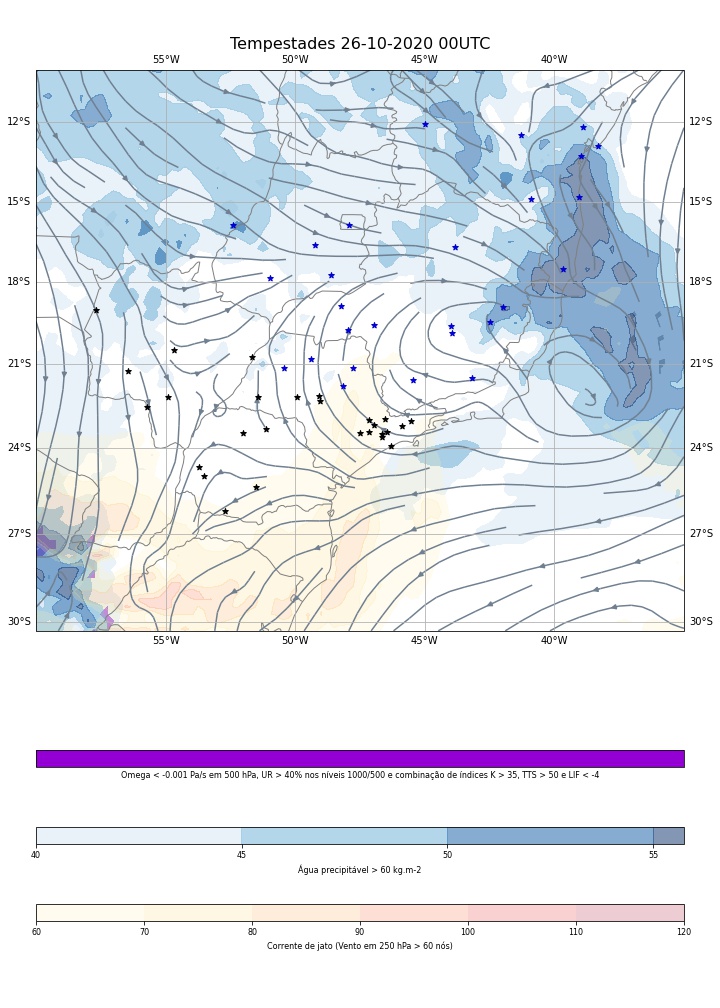 Tempestades 26-10-2020 00UTC
55°W 50°W 45°W 40°W
12°S 12°S
15°S 15°S
18°S 18°S
21°S 21°S
24°S 24°S
27°S 27°S
30°S 30°S
55°W 50°W 45°W 40°W
Omega < -0.001 Pa/s em 500 hPa, UR > 40% nos níveis 1000/500 e combinação de índices K > 35, TTS > 50 e LIF < -4
40 45 50 55
Água precipitável > 60 kg.m-2
60 70 80 90 100 110 120
Corrente de jato (Vento em 250 hPa > 60 nós)